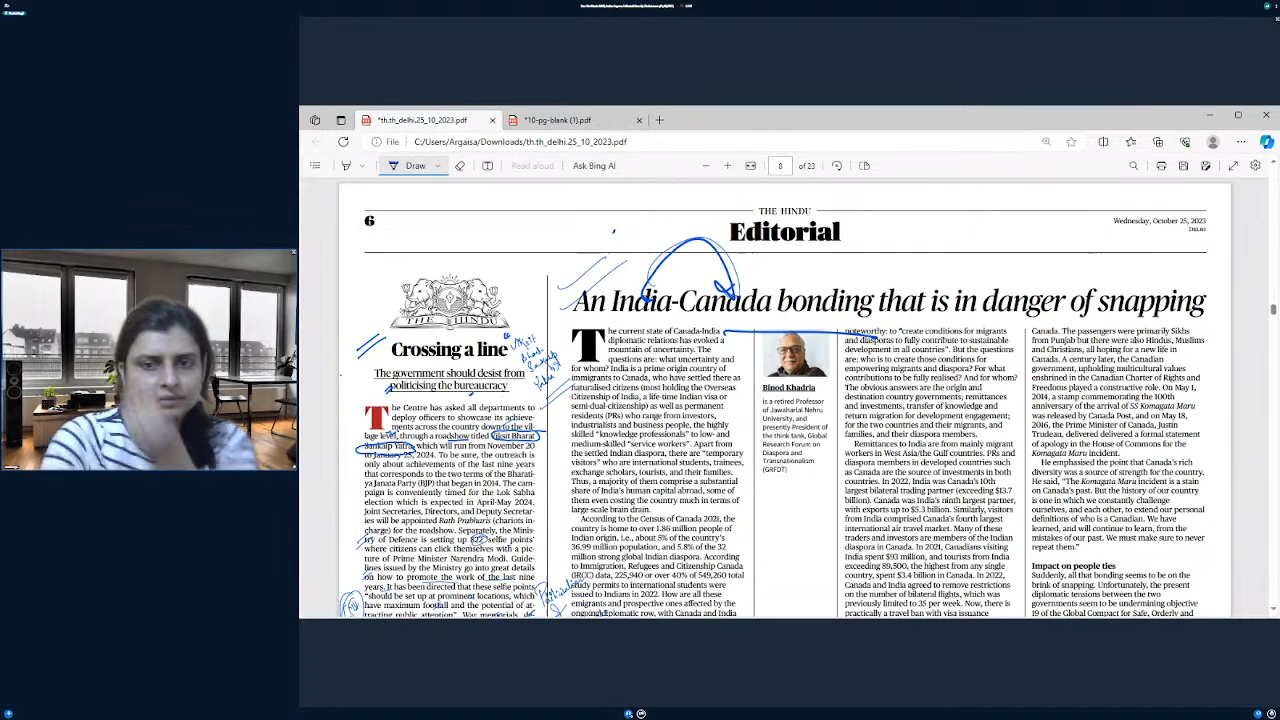 *th.th_delhi.25_10_2023.pdf
*10-pg-blank (1).pdf
File
C:/Users/Argaisa/Downloads/th.th_delhi.25_10_2023.pdf
Draw
Read aloud
Ask Bing AI
8 of 23
6
THE HINDU
Editorial
Wednesday, October 25, 2023
DELHI
THE HINDU
Crossing a line
The government should desist from
politicising the bureaucracy
The Centre has asked all departments to
deploy officers to showcase its achieve-
ments across the country down to the vil-
lage level, through a roadshow titled Viksit Bharat
Sankalp Yatra which will run from November 20
to January 25, 2024. To be sure, the outreach is
only about achievements of the last nine years
that corresponds to the two terms of the Bharati-
ya Janata Party (BJP) that began in 2014. The cam-
paign is conveniently timed for the Lok Sabha
election which is expected in April-May 2024.
Joint Secretaries, Directors, and Deputy Secretar-
ies will be appointed Rath Prabharis (chariots in-
charge) for the roadshow. Separately, the Minis-
try of Defence is setting up 822 'selfie points'
where citizens can click themselves with a pic-
ture of Prime Minister Narendra Modi. Guide-
lines issued by the Ministry go into great details
on how to promote the work of the last nine
years. It has been directed that these selfie points
"should be set up at prominent locations, which
have maximum footfall and the potential of at-
tracting public attention". War memorials, de-
An India-Canada bonding that is in danger of snapping
The current state of Canada-India
diplomatic relations has evoked a
mountain of uncertainty. The
questions are: what uncertainty and
for whom? India is a prime origin country of
immigrants to Canada, who have settled there as
naturalised citizens (most holding the Overseas
Citizenship of India, a life-time Indian visa or
semi-dual-citizenship) as well as permanent
residents (PRs) who range from investors,
industrialists and business people, the highly
skilled "knowledge professionals" to low- and
medium-skilled "service workers". Apart from
the settled Indian diaspora, there are "temporary
visitors" who are international students, trainees,
exchange scholars, tourists, and their families.
Thus, a majority of them comprise a substantial
share of India's human capital abroad, some of
them even costing the country much in terms of
large-scale brain drain.
According to the Census of Canada 2021, the
country is home to over 1.86 million people of
Indian origin, i.e., about 5% of the country's
36.99 million population, and 5.8% of the 32
million strong global Indian diaspora. According
to Immigration, Refugees and Citizenship Canada
(IRCC) data, 225,940 or over 40% of 549,260 total
study permits to international students were
issued to Indians in 2022. How are all these
emigrants and prospective ones affected by the
ongoing diplomatic row, with Canada and India
Binod Khadria
is a retired Professor
of Jawaharlal Nehru
University, and
presently President of
the think tank, Global
Research Forum on
Diaspora and
Transnationalism
(GRFDT)
noteworthy: to "create conditions for migrants
and diasporas to fully contribute to sustainable
development in all countries". But the questions
are: who is to create those conditions for
empowering migrants and diaspora? For what
contributions to be fully realised? And for whom?
The obvious answers are the origin and
destination country governments; remittances
and investments, transfer of knowledge and
return migration for development engagement;
for the two countries and their migrants, and
families, and their diaspora members.
Remittances to India are from mainly migrant
workers in West Asia/the Gulf countries. PRs and
diaspora members in developed countries such
as Canada are the source of investments in both
countries. In 2022, India was Canada's 10th
largest bilateral trading partner (exceeding $13.7
billion). Canada was India's ninth largest partner,
with exports up to $5.3 billion. Similarly, visitors
from India comprised Canada's fourth largest
international air travel market. Many of these
traders and investors are members of the Indian
diaspora in Canada. In 2021, Canadians visiting
India spent $93 million, and tourists from India
exceeding 89,500, the highest from any single
country, spent $3.4 billion in Canada. In 2022,
Canada and India agreed to remove restrictions
on the number of bilateral flights, which was
previously limited to 35 per week. Now, there is
practically a travel ban with visa issuance
Canada. The passengers were primarily Sikhs
from Punjab but there were also Hindus, Muslims
and Christians, all hoping for a new life in
Canada. A century later, the Canadian
government, upholding multicultural values
enshrined in the Canadian Charter of Rights and
Freedoms played a constructive role. On May 1,
2014, a stamp commemorating the 100th
anniversary of the arrival of SS Komagata Maru
was released by Canada Post, and on May 18,
2016, the Prime Minister of Canada, Justin
Trudeau, delivered delivered a formal statement
of apology in the House of Commons for the
Komagata Maru incident.
He emphasised the point that Canada's rich
diversity was a source of strength for the country.
He said, "The Komagata Maru incident is a stain
on Canada's past. But the history of our country
is one in which we constantly challenge
ourselves, and each other, to extend our personal
definitions of who is a Canadian. We have
learned, and will continue to learn, from the
mistakes of our past. We must make sure to never
repeat them."
Impact on people ties
Suddenly, all that bonding seems to be on the
brink of snapping. Unfortunately, the present
diplomatic tensions between the two
governments seem to be undermining objective
19 of the Global Compact for Safe, Orderly and